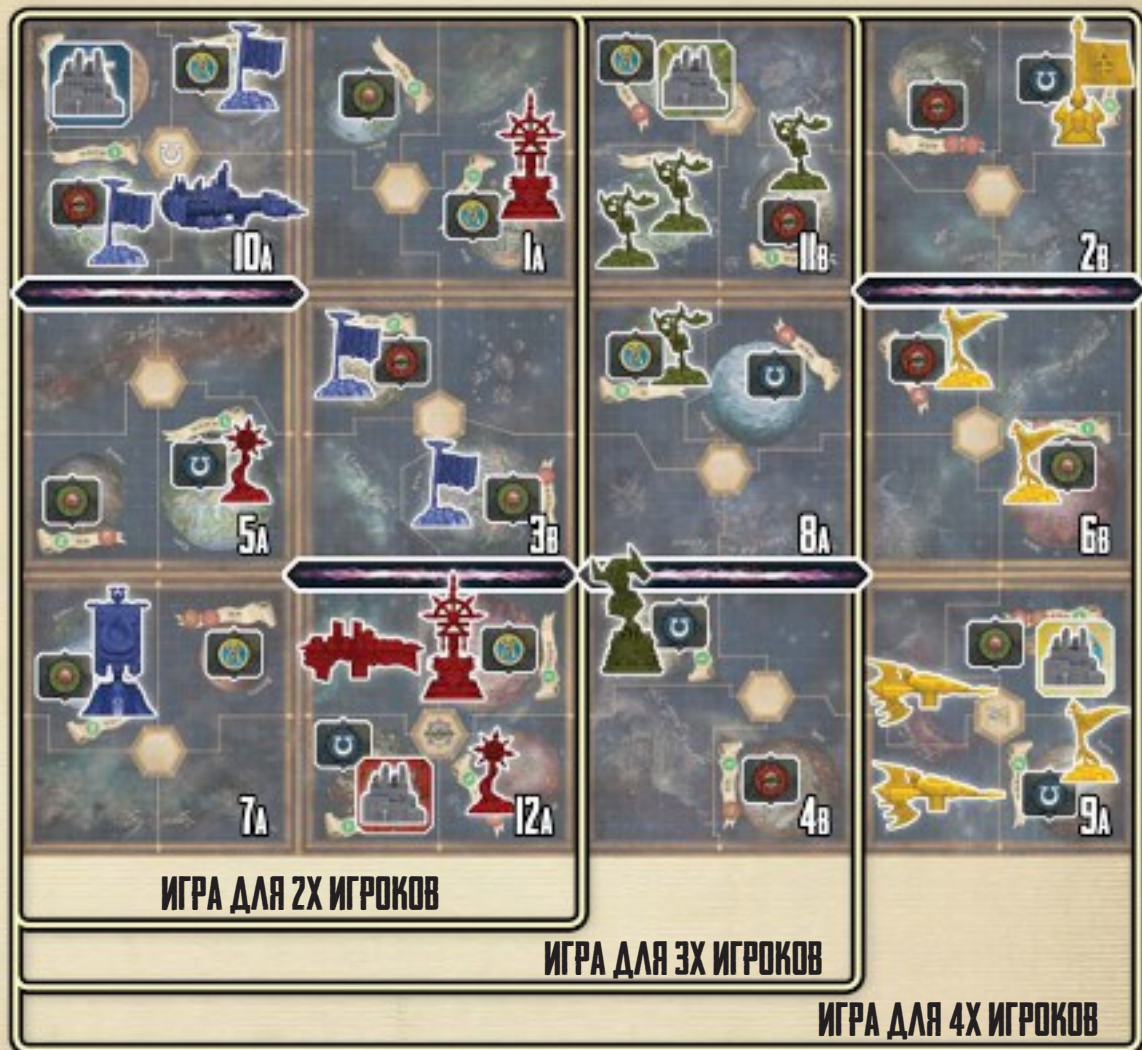 10A
1A
11B
2B
5A
3B
8A
6B
7A
12A
4B
9A
ИГРА ДЛЯ 2Х ИГРОКОВ
ИГРА ДЛЯ 3Х ИГРОКОВ
ИГРА ДЛЯ 4Х ИГРОКОВ